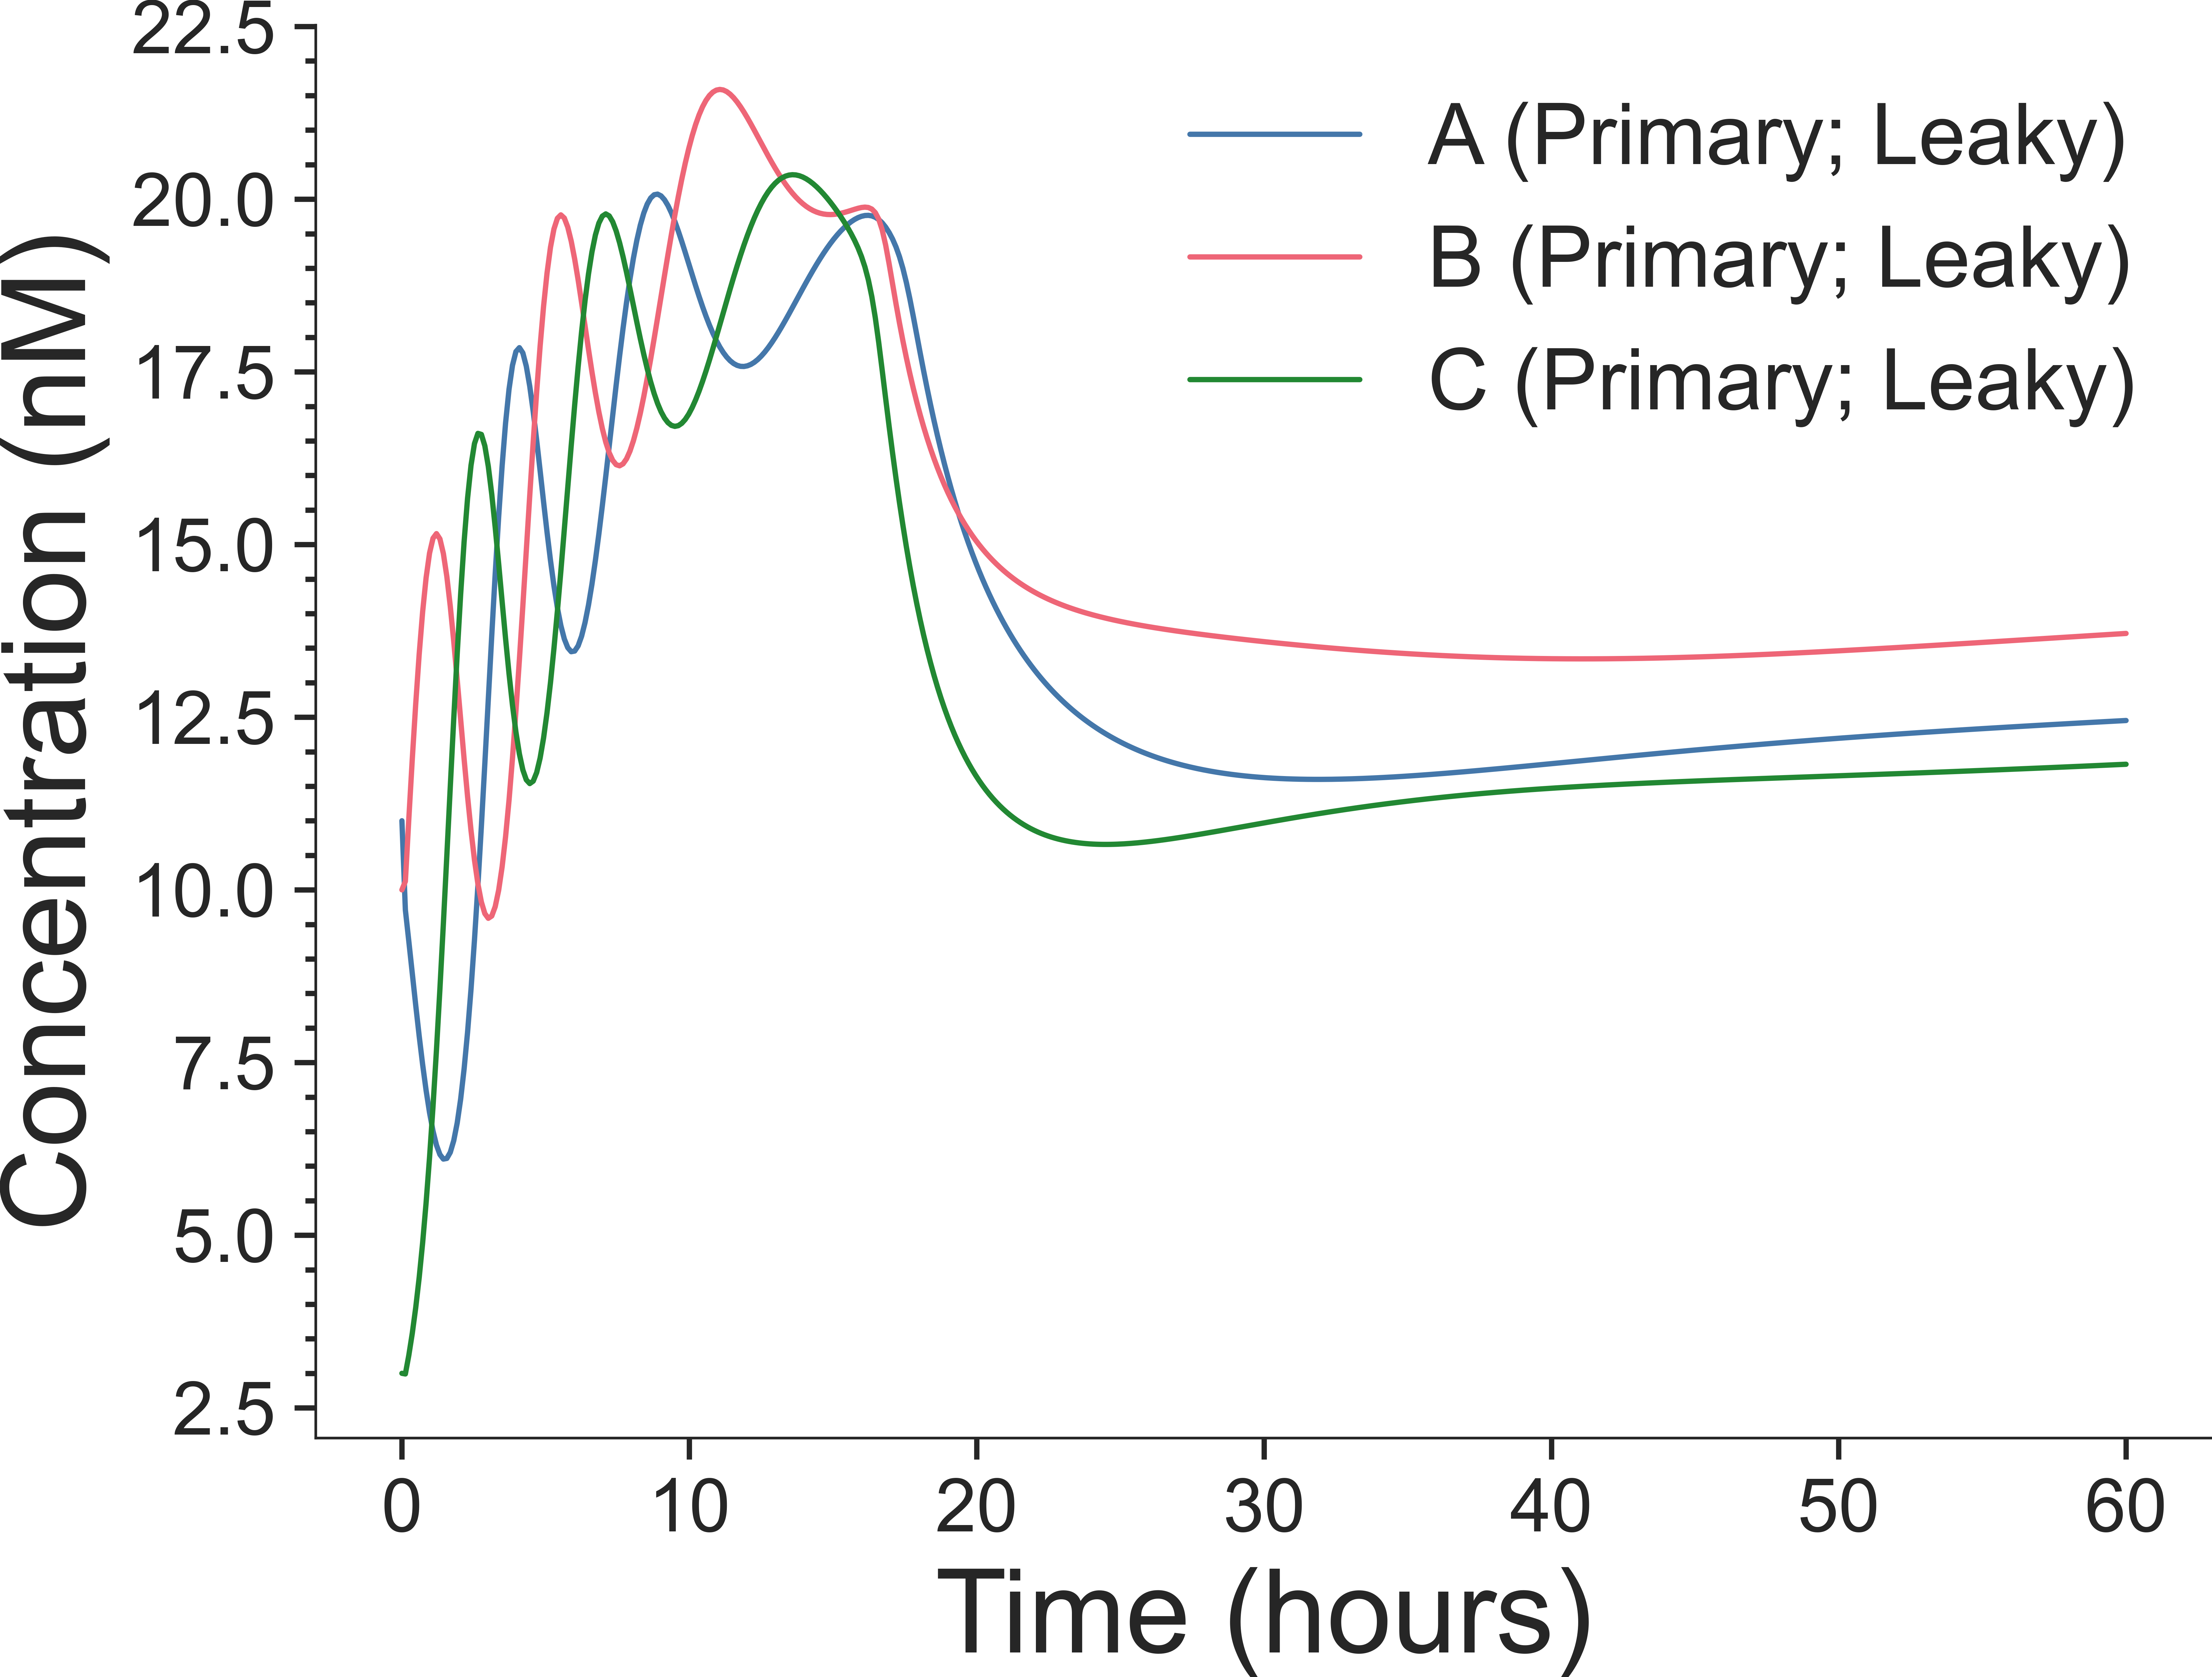 Concentration (nM)
22.5
20.0
17.5
15.0
12.5
10.0
7.5
5.0
2.5
A (Primary; Leaky)
B (Primary; Leaky)
C (Primary; Leaky)
0 10 20 30 40 50 60
Time (hours)